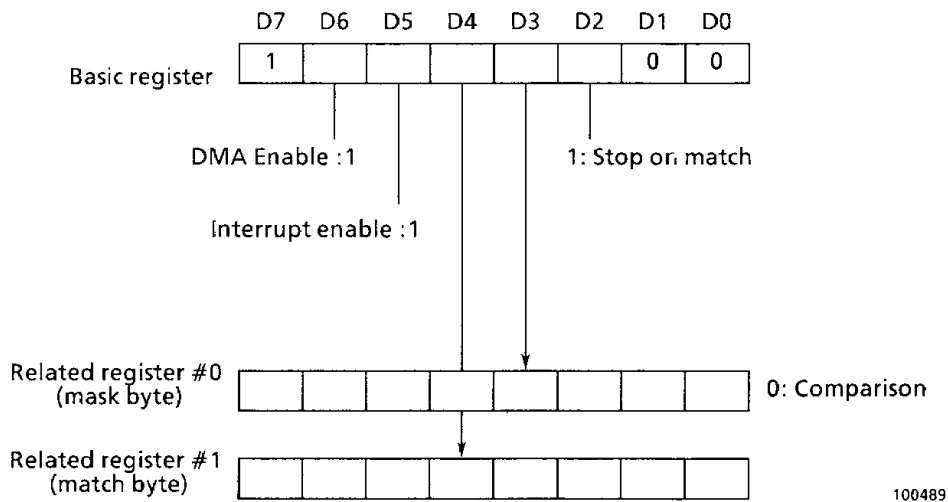 D7 D6 D5 D4 D3 D2 D1 D0
Basic register 1 0 0
DMA Enable :1 1: Stop on match
Interrupt enable :1
Related register #0
(mask byte) 0: Comparison
Related register #1
(match byte)
100489